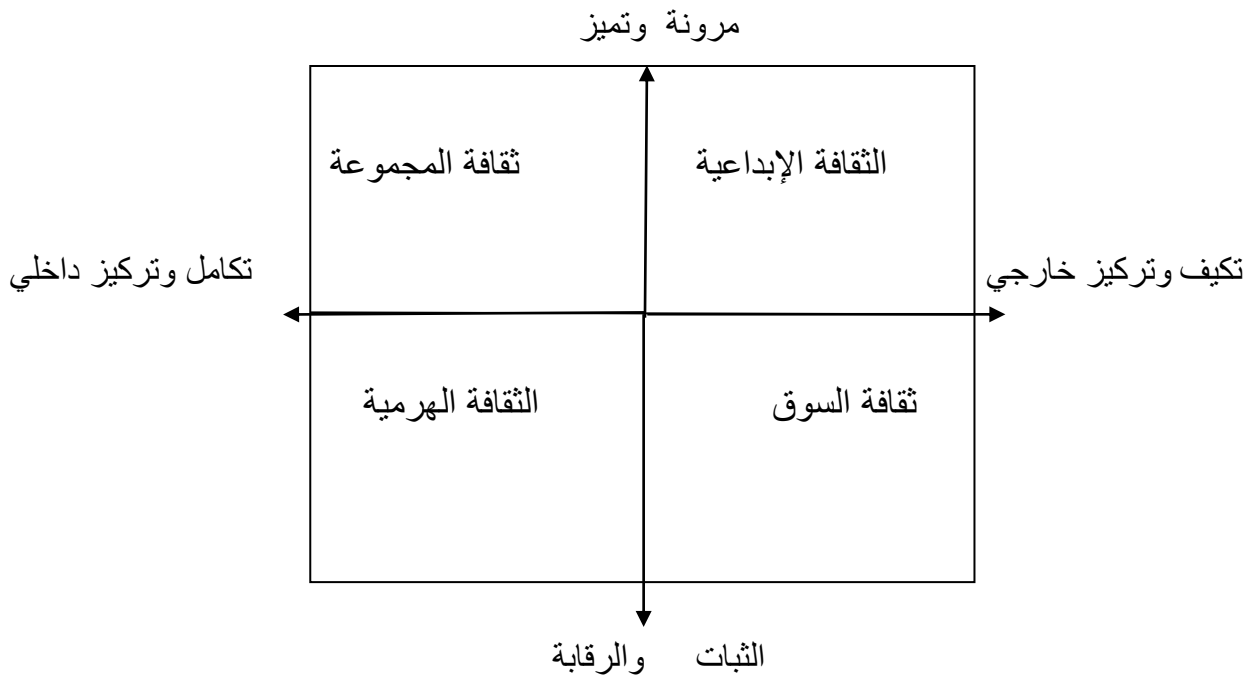 مرونة وتميز
الثقافة الإبداعية
ثقافة المجموعة
تكيف وتركيز خارجي
تكامل وتركيز داخلي
ثقافة السوق
الثقافة الهرمية
الثبات والرقابة